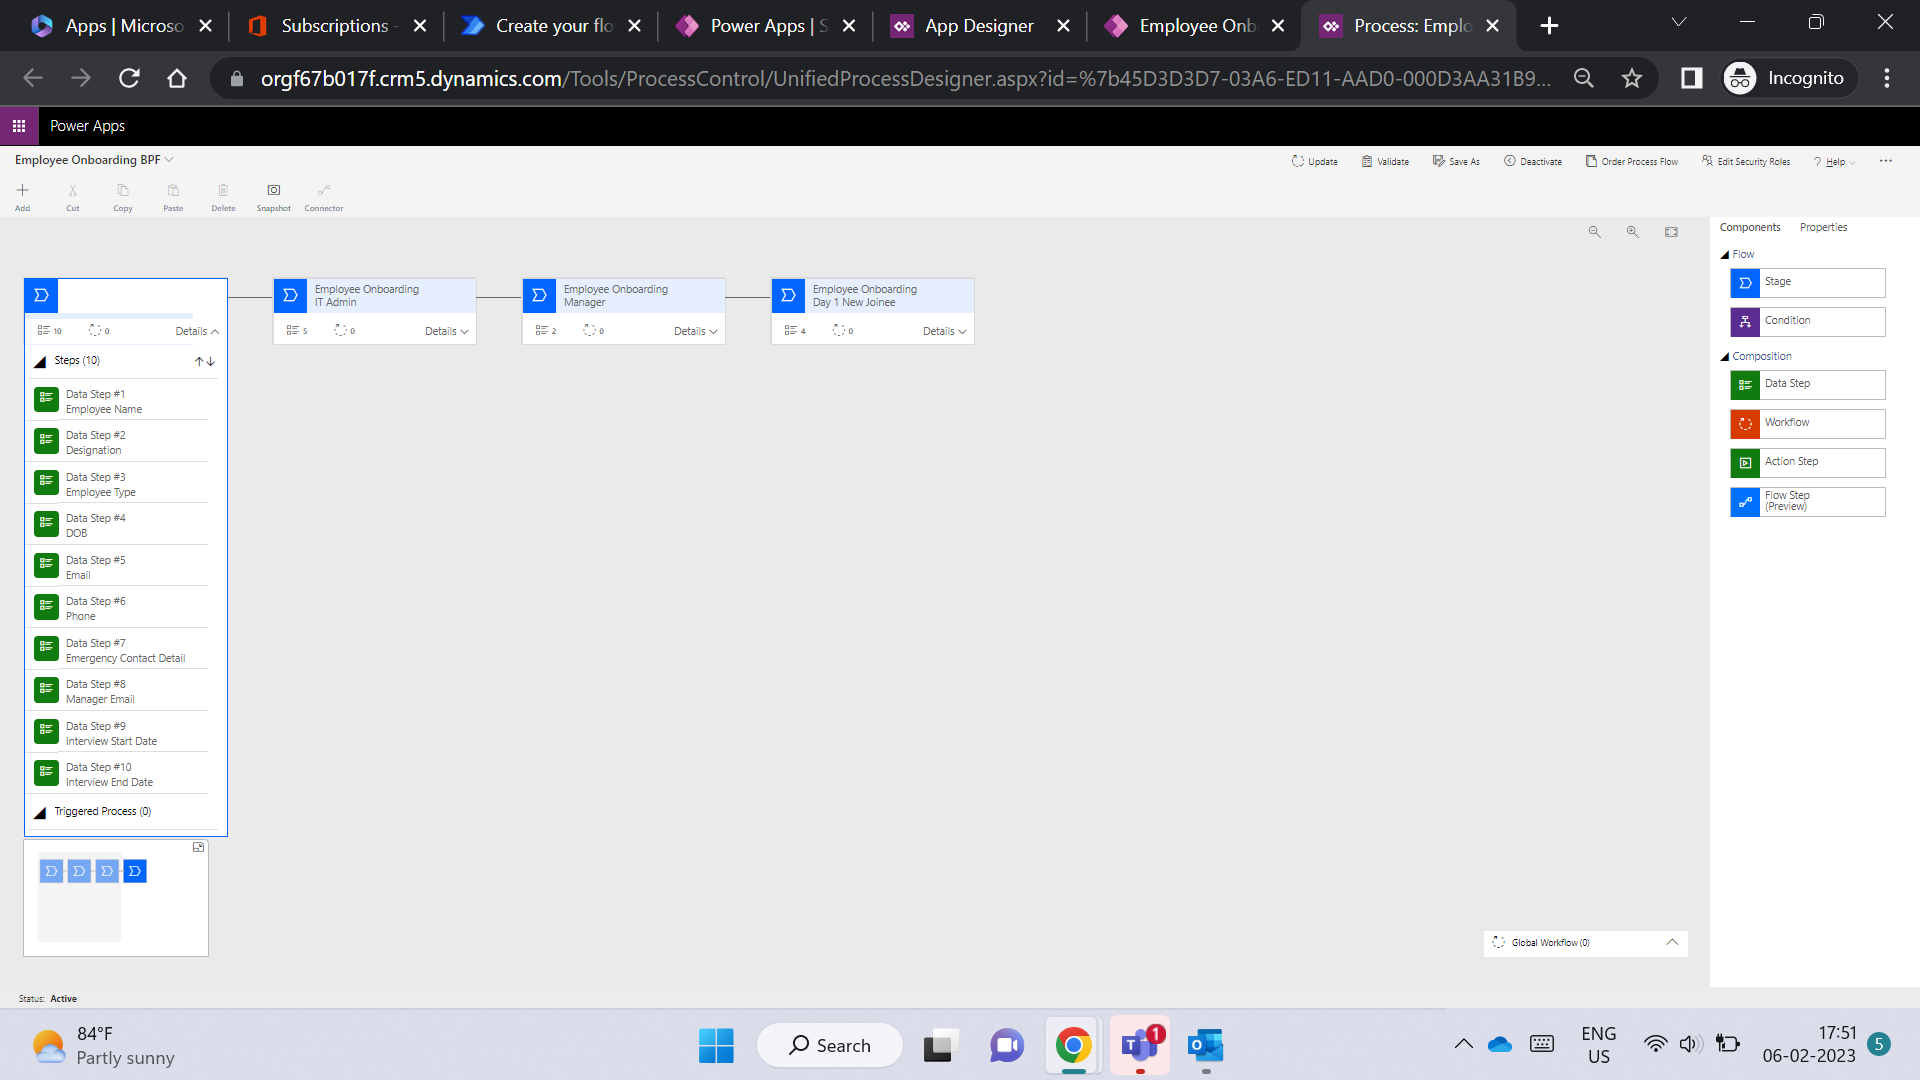 Apps | Microso
Subscriptions -
Create your flo
Power Apps | S
App Designer
Employee Onb
Process: Emplo
orgf67b017f.crm5.dynamics.com/Tools/ProcessControl/UnifiedProcessDesigner.aspx?id=%7b45D3D3D7-03A6-ED11-AAD0-000D3AA31B9...
Incognito
Power Apps
Employee Onboarding BPF
Update
Validate
Save As
Deactivate
Order Process Flow
Edit Security Roles
? Help
...
Add
Cut
Copy
Paste
Delete
Snapshot
Connector
Components
Properties
Flow
Stage
Condition
Composition
Data Step
Workflow
Action Step
Flow Step
(Preview)
10
0
Details
Employee Onboarding
IT Admin
5
0
Details
Employee Onboarding
Manager
2
0
Details
Employee Onboarding
Day 1 New Joinee
4
0
Details
Steps (10)
Data Step #1
Employee Name
Data Step #2
Designation
Data Step #3
Employee Type
Data Step #4
DOB
Data Step #5
Email
Data Step #6
Phone
Data Step #7
Emergency Contact Detail
Data Step #8
Manager Email
Data Step #9
Interview Start Date
Data Step #10
Interview End Date
Triggered Process (0)
Global Workflow (0)
Status: Active
84°F
Partly sunny
Search
T
1
O
ENG
US
17:51
06-02-2023
5